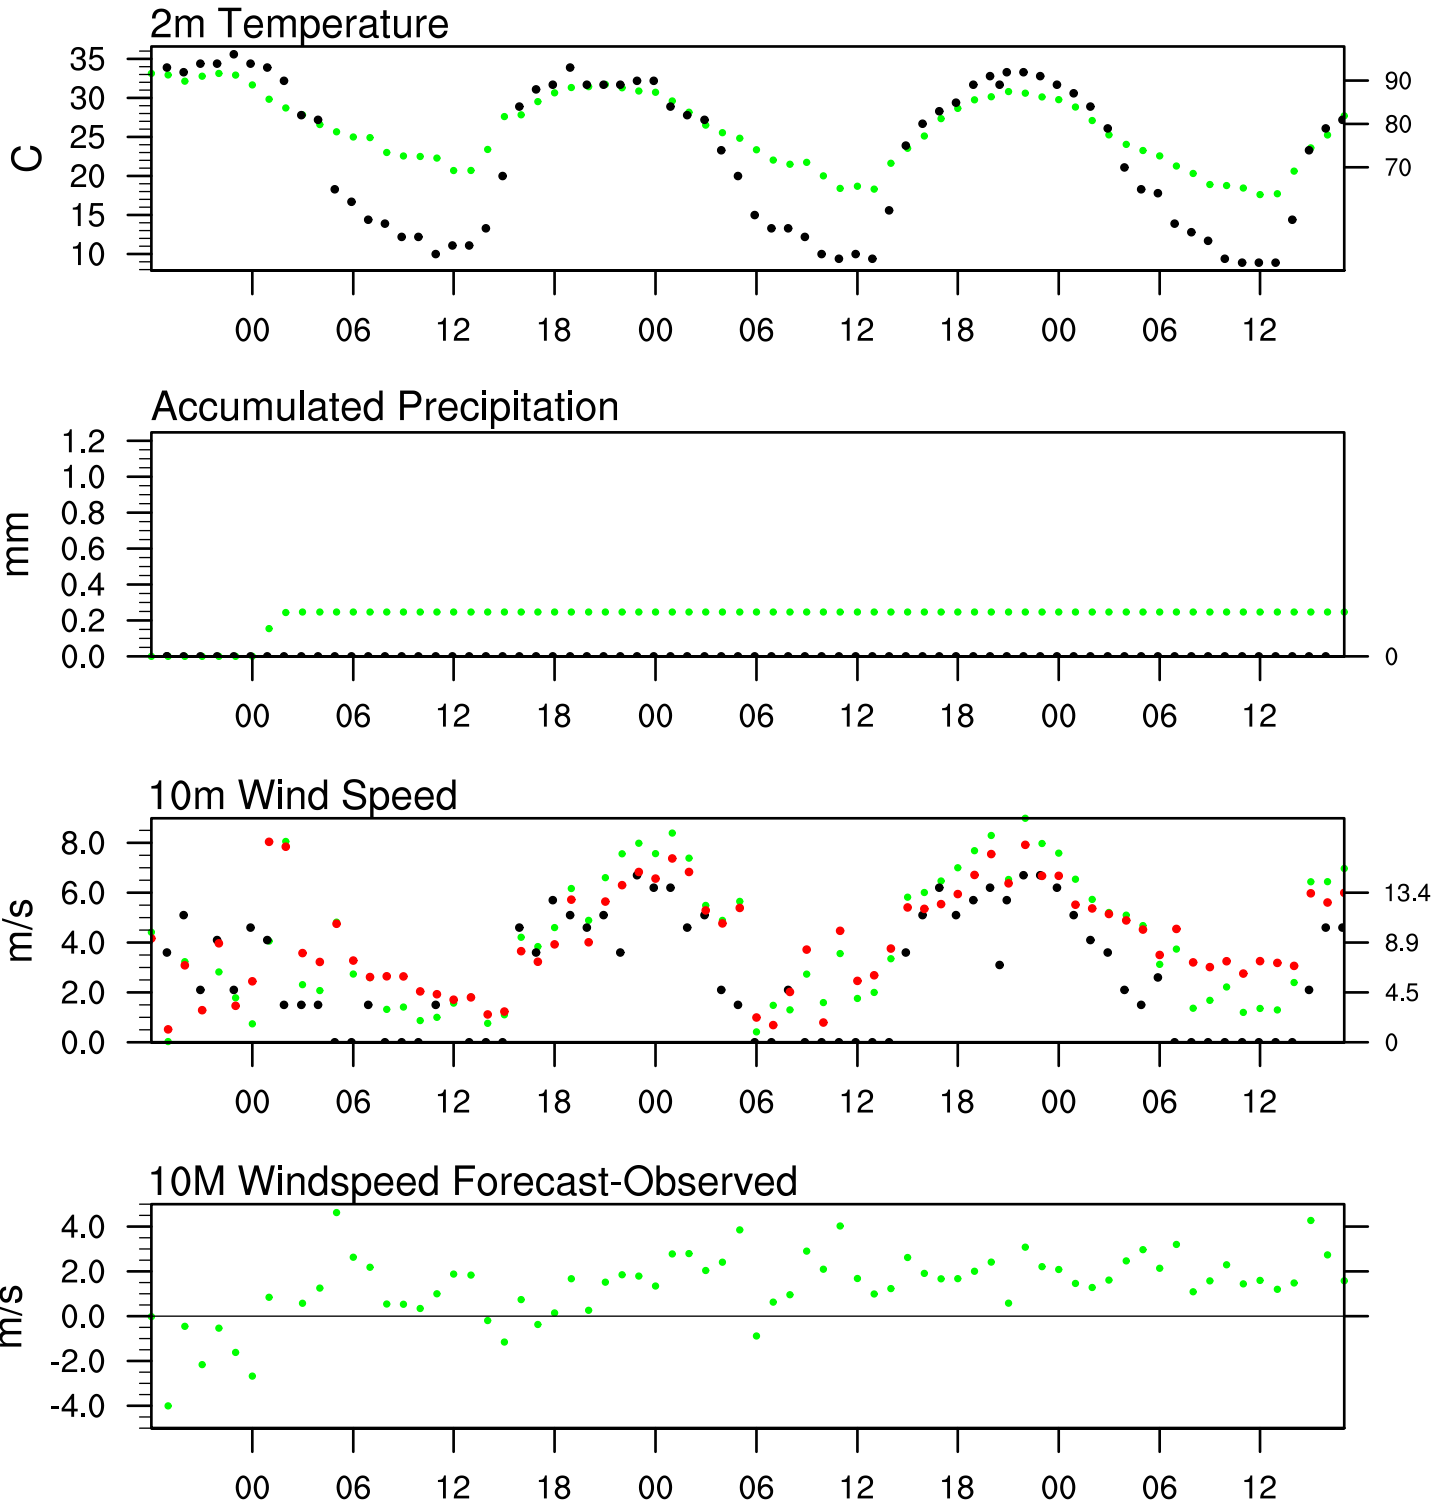 2m Temperature
35
30
25
20
15
10
C
90
80
70
00 06 12 18 00 06 12 18 00 06 12
Accumulated Precipitation
1.2
1.0
0.8
0.6
0.4
0.2
0.0
mm
0
00 06 12 18 00 06 12 18 00 06 12
10m Wind Speed
8.0
6.0
4.0
2.0
0.0
m/s
13.4
8.9
4.5
0
00 06 12 18 00 06 12 18 00 06 12
10M Windspeed Forecast-Observed
4.0
2.0
0.0
-2.0
-4.0
m/s
00 06 12 18 00 06 12 18 00 06 12